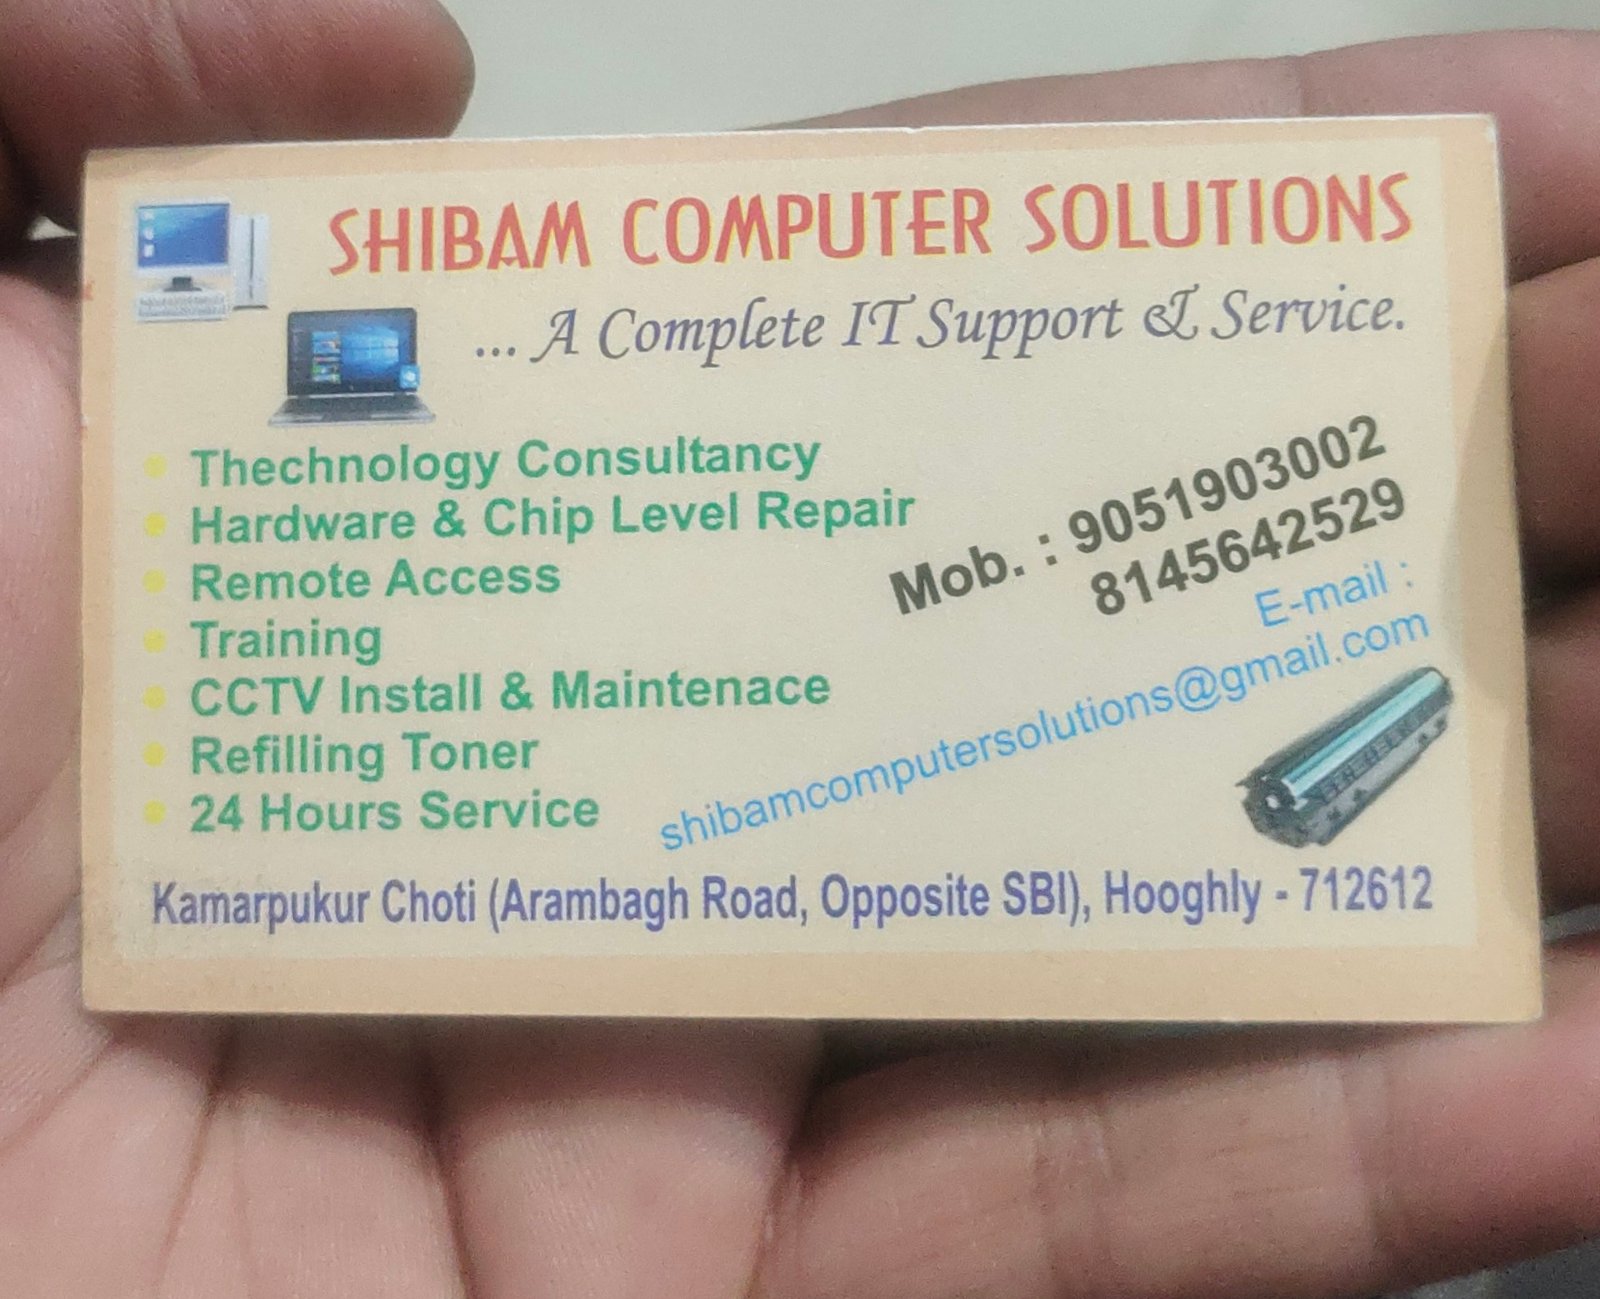 SHIBAM COMPUTER SOLUTIONS
... A Complete IT Support & Service.
Thechnology Consultancy
Hardware & Chip Level Repair
Remote Access
Training
CCTV Install & Maintenace
Refilling Toner
24 Hours Service
Mob. : 9051903002
8145642529
E-mail :
shibamcomputersolutions@gmail.com
Kamarpukur Choti (Arambagh Road, Opposite SBI), Hooghly - 712612